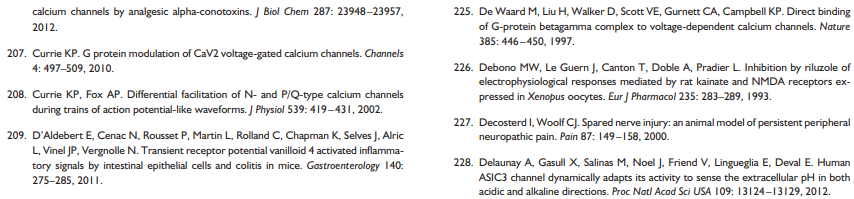 calcium channels by analgesic alpha-conotoxins. J Biol Chem 287: 23948–23957,
2012.
207. Currie KP. G protein modulation of CaV2 voltage-gated calcium channels. Channels
4: 497–509, 2010.
208. Currie KP, Fox AP. Differential facilitation of N- and P/Q-type calcium channels
during trains of action potential-like waveforms. J Physiol 539: 419–431, 2002.
209. D'Aldebert E, Cenac N, Rousset P, Martin L, Rolland C, Chapman K, Selves J, Alric
L, Vinel JP, Vergnolle N. Transient receptor potential vanilloid 4 activated inflamma-
tory signals by intestinal epithelial cells and colitis in mice. Gastroenterology 140:
275–285, 2011.
225. De Waard M, Liu H, Walker D, Scott VE, Gurnett CA, Campbell KP. Direct binding
of G-protein betagamma complex to voltage-dependent calcium channels. Nature
385: 446–450, 1997.
226. Debono MW, Le Guern J, Canton T, Doble A, Pradier L. Inhibition by riluzole of
electrophysiological responses mediated by rat kainate and NMDA receptors ex-
pressed in Xenopus oocytes. Eur J Pharmacol 235: 283–289, 1993.
227. Decosterd I, Woolf CJ. Spared nerve injury: an animal model of persistent peripheral
neuropathic pain. Pain 87: 149–158, 2000.
228. Delaunay A, Gasull X, Salinas M, Noel J, Friend V, Lingueglia E, Deval E. Human
ASIC3 channel dynamically adapts its activity to sense the extracellular pH in both
acidic and alkaline directions. Proc Natl Acad Sci USA 109: 13124–13129, 2012.